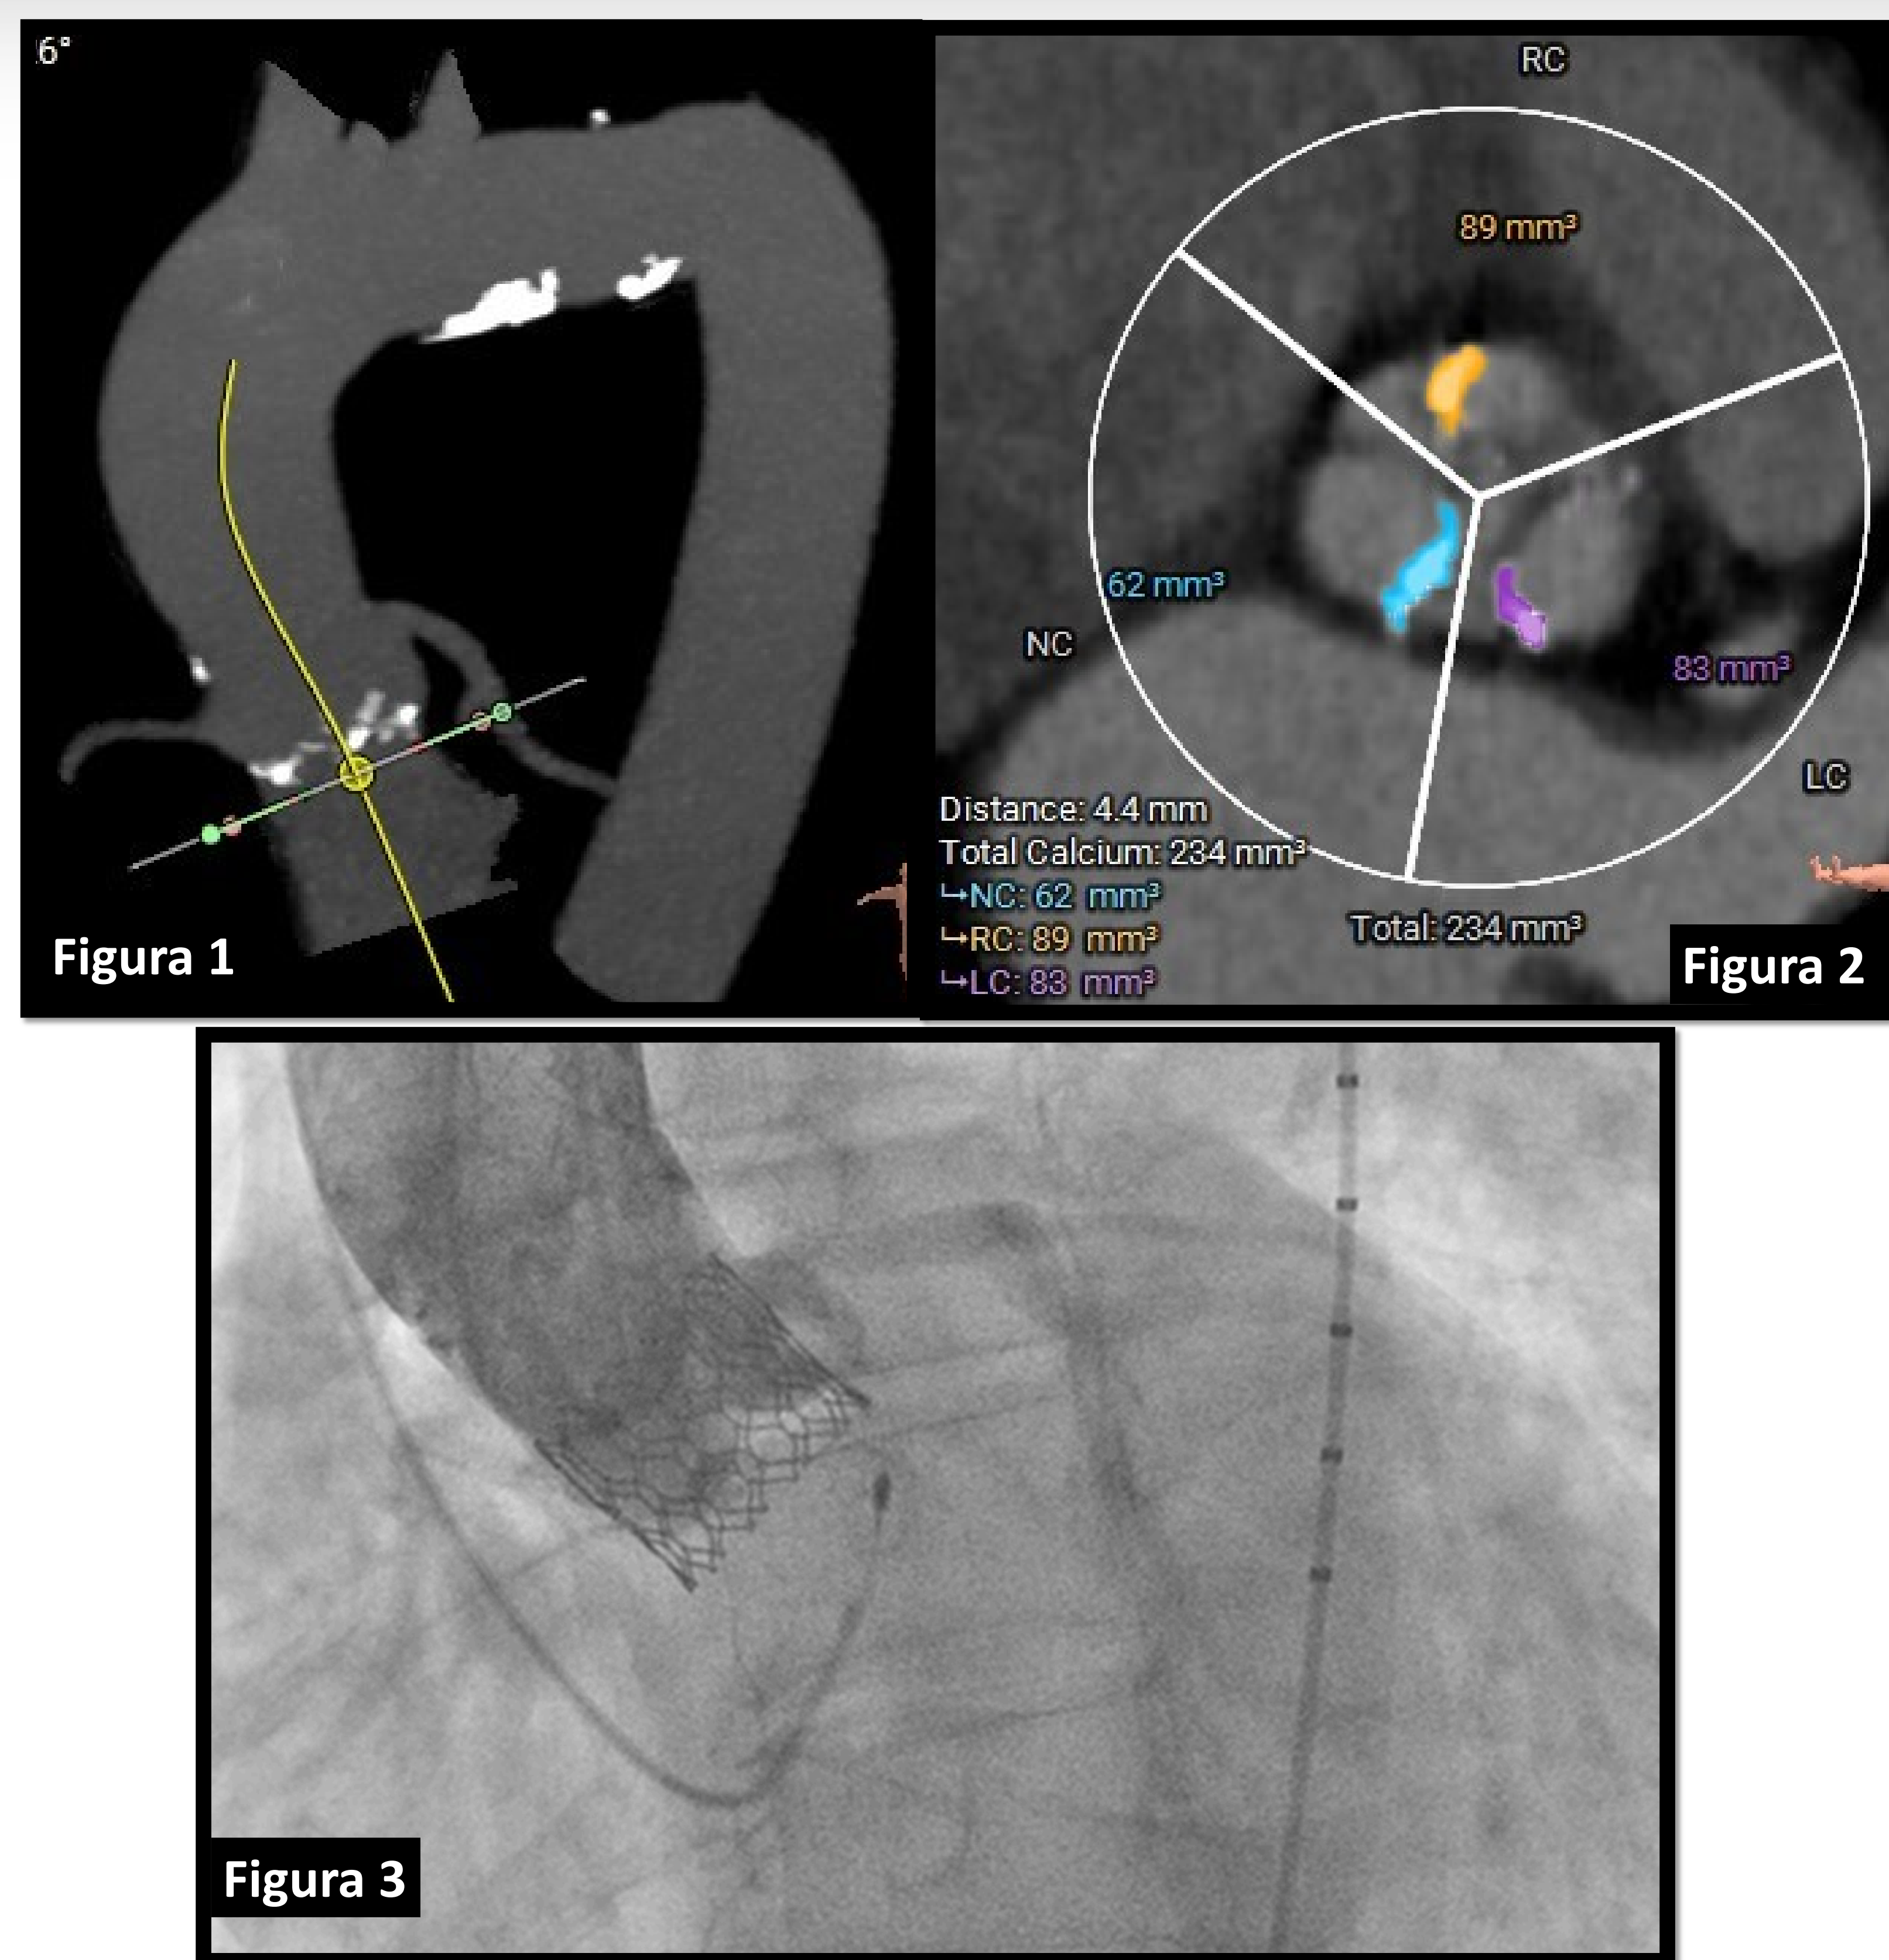 6°
Figura 1
RC
89 mm³
62 mm³
NC
83 mm³
LC
Distance: 4.4 mm
Total Calcium: 234 mm³
↳NC: 62 mm³
↳RC: 89 mm³
↳LC: 83 mm³
Total: 234 mm³
Figura 2
Figura 3